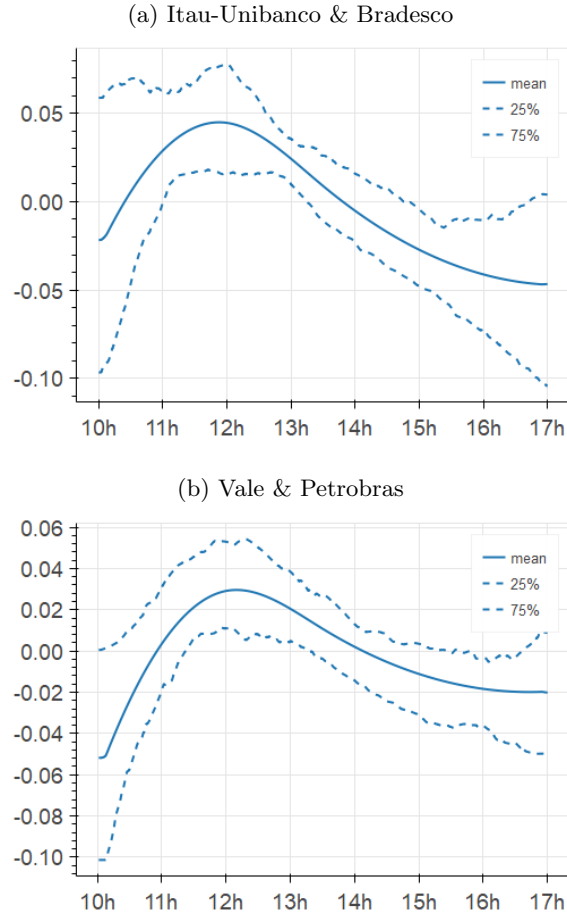 (a) Itau-Unibanco & Bradesco
mean
25%
75%
0.05
0.00
-0.05
-0.10
10h 11h 12h 13h 14h 15h 16h 17h
(b) Vale & Petrobras
mean
25%
75%
0.06
0.04
0.02
0.00
-0.02
-0.04
-0.06
-0.08
-0.10
10h 11h 12h 13h 14h 15h 16h 17h